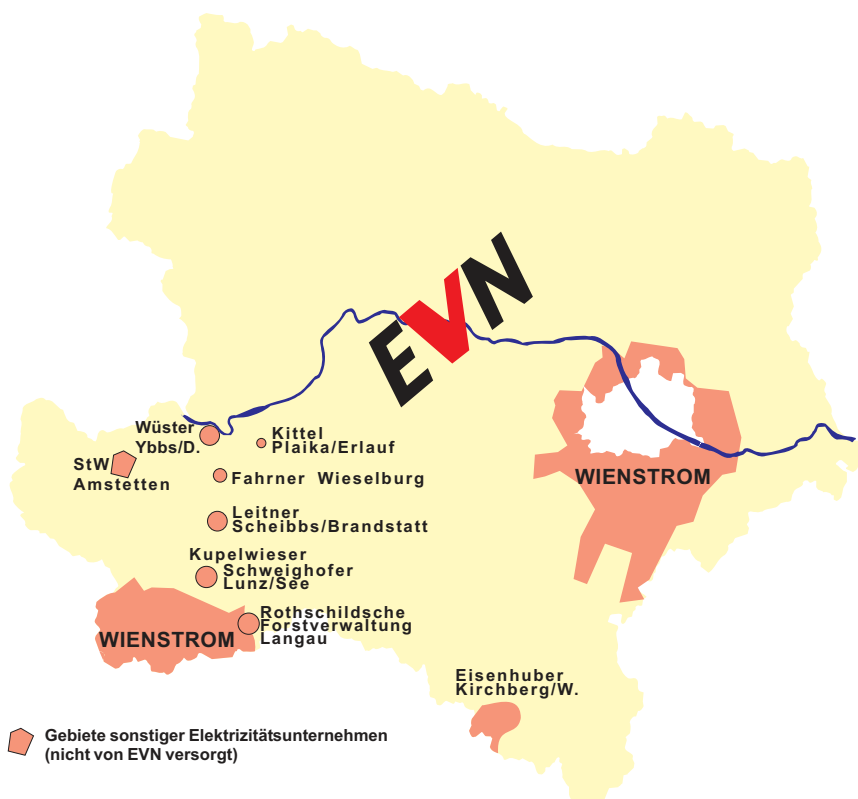 EVN
Wüster
Ybbs/D.
Kittel
Plaika/Erlauf
StW
Amstetten
Fahrner Wieselburg
WIENSTROM
Leitner
Scheibbs/Brandstatt
Kupelwieser
Schweighofer
Lunz/See
Rothschildsche
Forstverwaltung
Langau
WIENSTROM
Eisenhuber
Kirchberg/W.
Gebiete sonstiger Elektrizitätsunternehmen
(nicht von EVN versorgt)